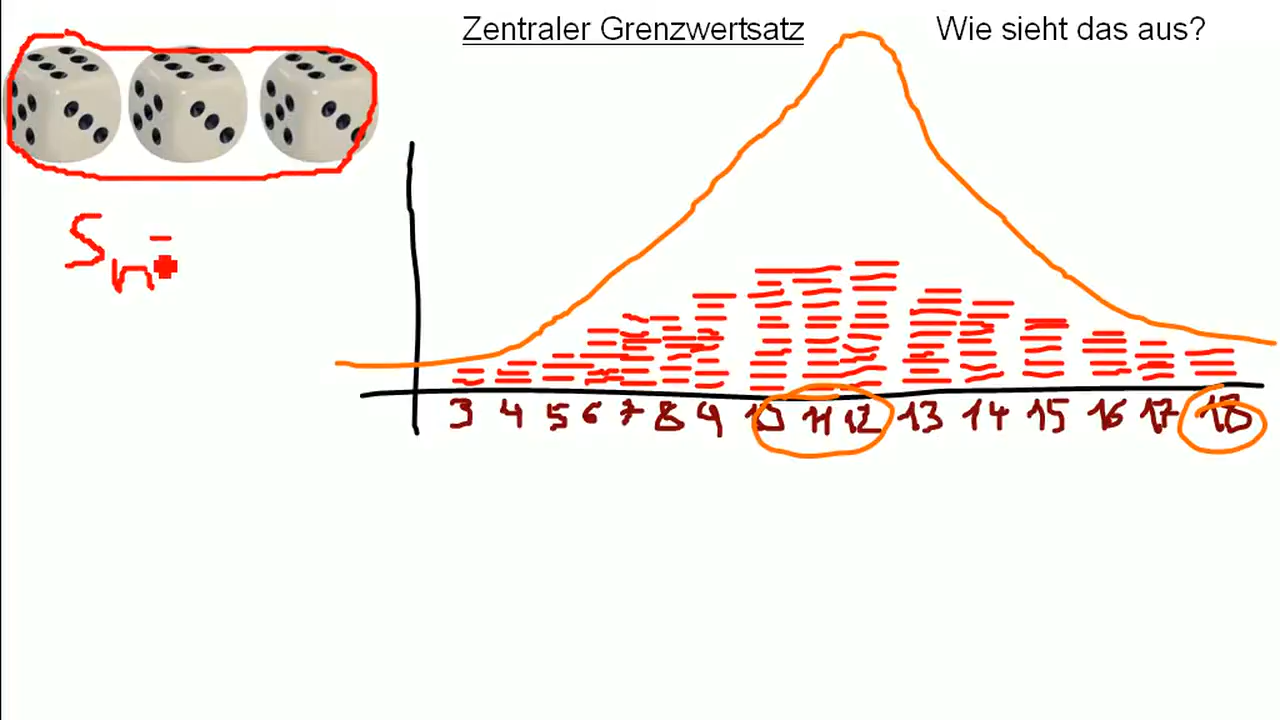 Zentraler Grenzwertsatz Wie sieht das aus?
Sn =
3 4 5 6 7 8 9 10 11 12 13 14 15 16 17 18